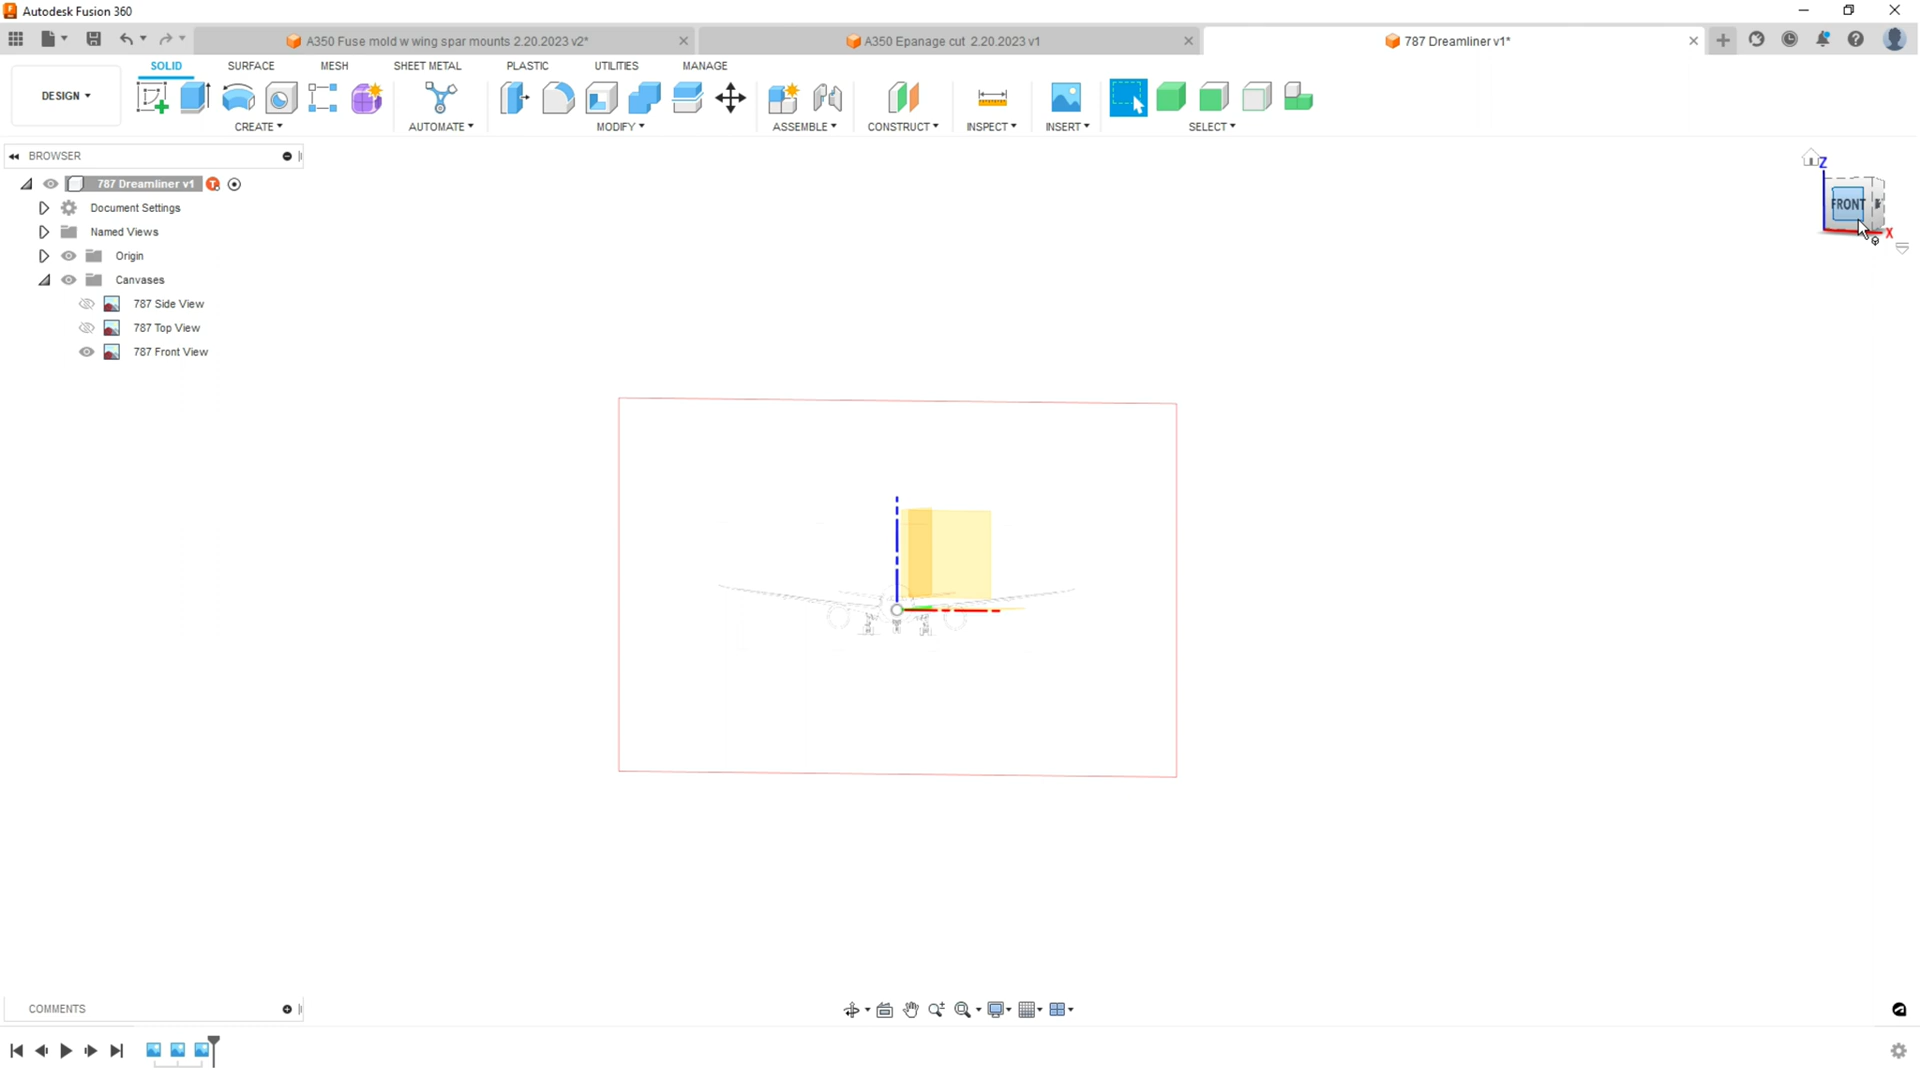 Autodesk Fusion 360
A350 Fuse mold w wing spar mounts 2.20.2023 v2*
A350 Epanage cut 2.20.2023 v1
787 Dreamliner v1*
SOLID SURFACE MESH SHEET METAL PLASTIC UTILITIES MANAGE
DESIGN
CREATE AUTOMATE MODIFY ASSEMBLE CONSTRUCT INSPECT INSERT SELECT
BROWSER
787 Dreamliner v1
Document Settings
Named Views
Origin
Canvases
787 Side View
787 Top View
787 Front View
Z
FRONT
X
COMMENTS